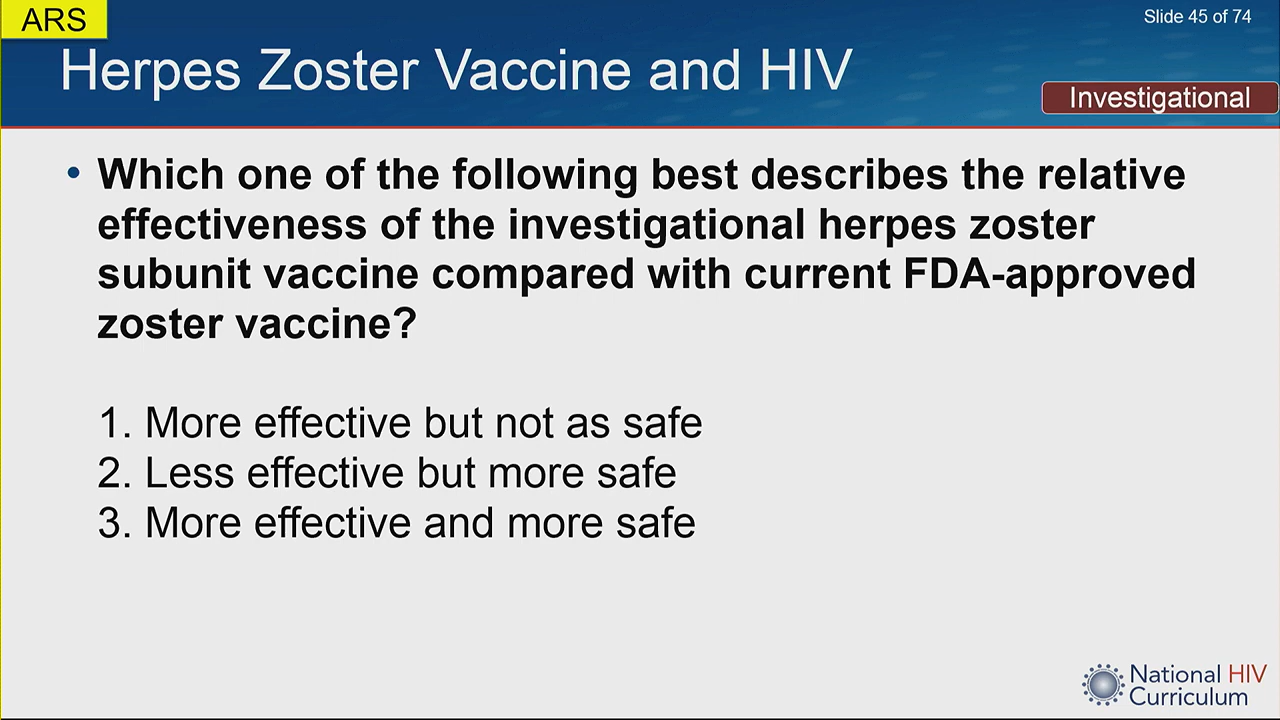 ARS
Slide 45 of 74
Herpes Zoster Vaccine and HIV
Investigational
• Which one of the following best describes the relative
effectiveness of the investigational herpes zoster
subunit vaccine compared with current FDA-approved
zoster vaccine?
1. More effective but not as safe
2. Less effective but more safe
3. More effective and more safe
National HIV
Curriculum